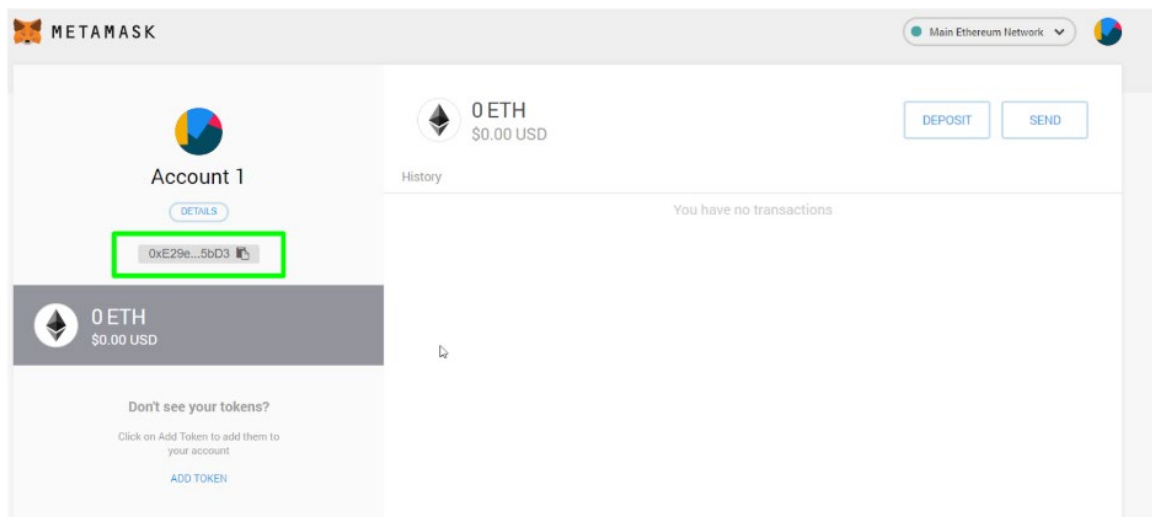 METAMASK
Main Ethereum Network
Account 1
DETAILS
0xE29e...5bD3
0 ETH
$0.00 USD
Don't see your tokens?
Click on Add Token to add them to
your account
ADD TOKEN
0 ETH
$0.00 USD
DEPOSIT
SEND
History
You have no transactions